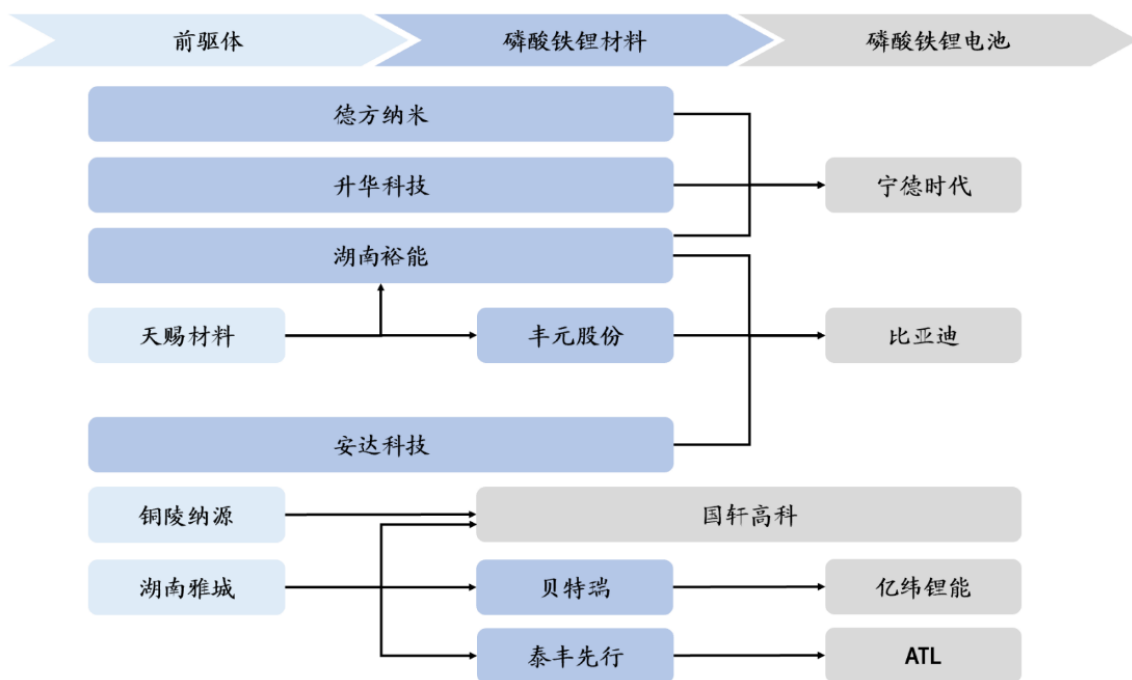 前驱体
磷酸铁锂材料
磷酸铁锂电池
德方纳米
升华科技
宁德时代
湖南裕能
天赐材料
丰元股份
比亚迪
安达科技
铜陵纳源
国轩高科
湖南雅城
贝特瑞
亿纬锂能
泰丰先行
ATL